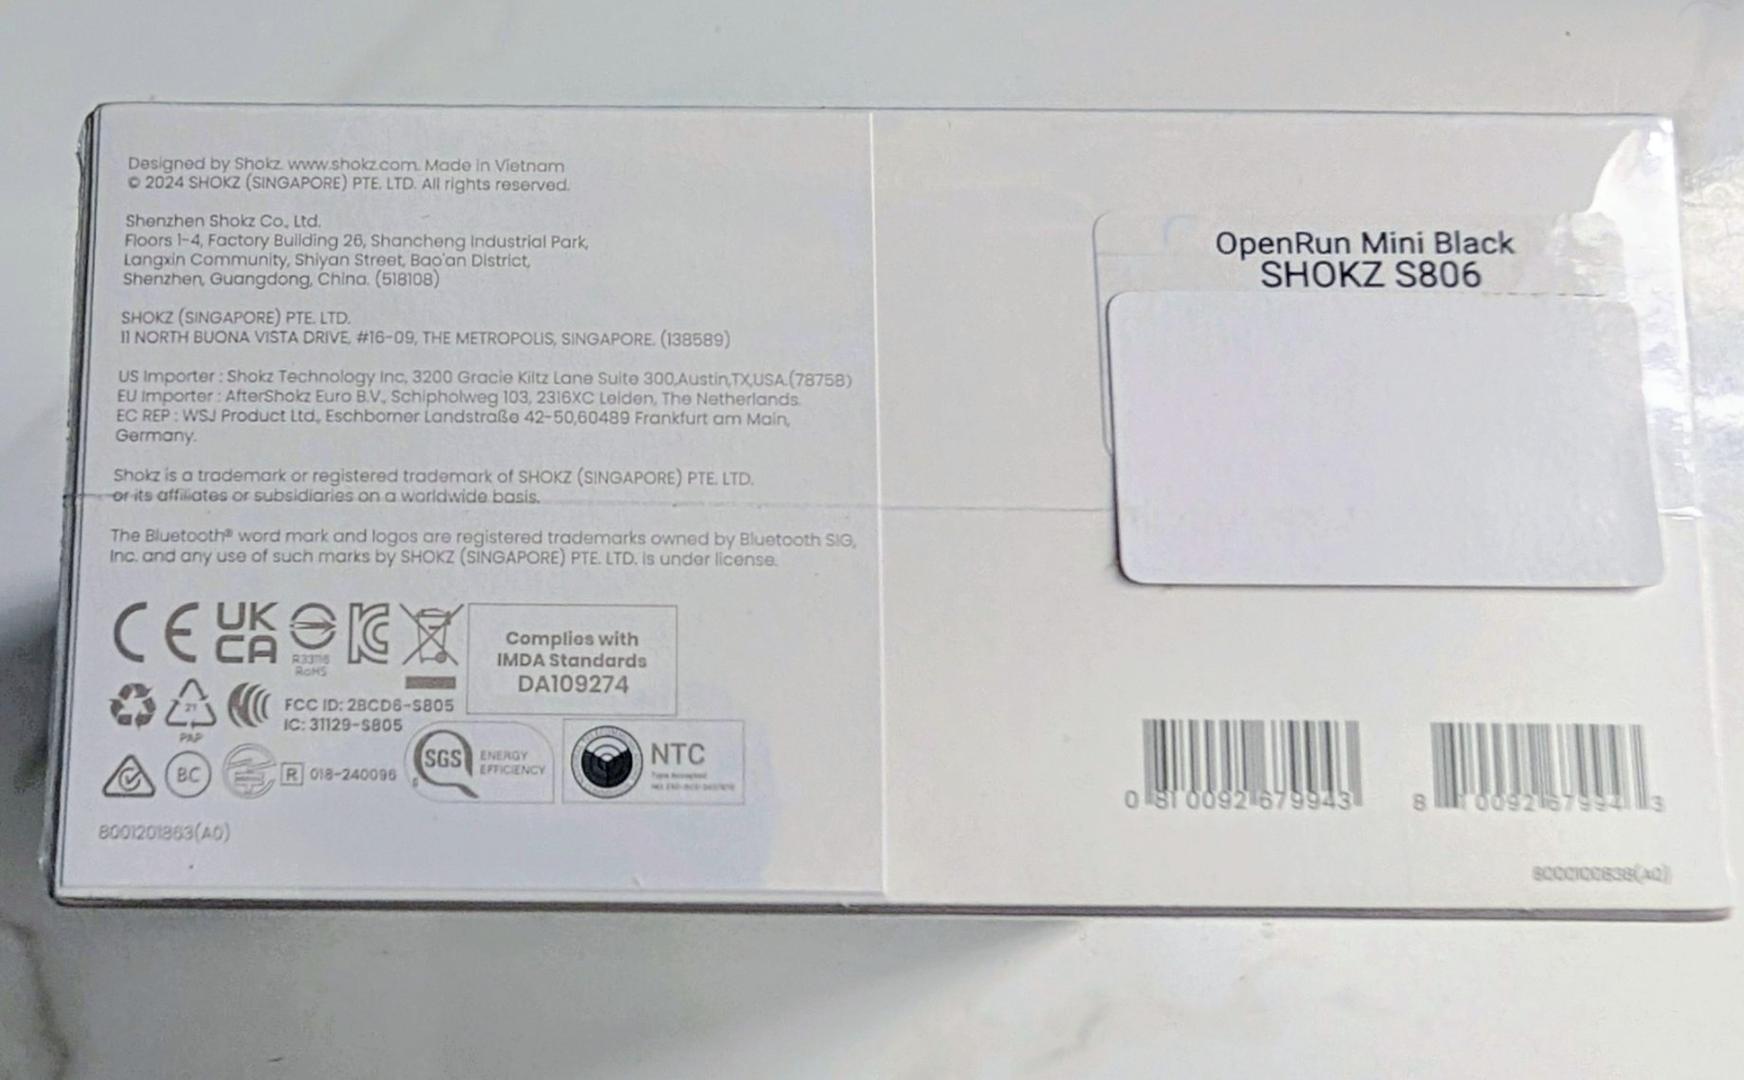 Designed by Shokz. www.shokz.com. Made in Vietnam
© 2024 SHOKZ (SINGAPORE) PTE. LTD. All rights reserved.
Shenzhen Shokz Co., Ltd.
Floors 1-4, Factory Building 26, Shancheng Industrial Park,
Langxin Community, Shiyan Street, Bao'an District,
Shenzhen, Guangdong, China. (518108)
SHOKZ (SINGAPORE) PTE. LTD.
11 NORTH BUONA VISTA DRIVE, #16-09, THE METROPOLIS, SINGAPORE. (138589)
US Importer : Shokz Technology Inc, 3200 Gracie Kiltz Lane Suite 300,Austin,TX,USA.(78758)
EU Importer : AfterShokz Euro B.V., Schipholweg 103, 2316XC Leiden, The Netherlands.
EC REP : WSJ Product Ltd., Eschborner Landstraße 42-50,60489 Frankfurt am Main,
Germany.
Shokz is a trademark or registered trademark of SHOKZ (SINGAPORE) PTE. LTD.
or its affiliates or subsidiaries on a worldwide basis.
The Bluetooth® word mark and logos are registered trademarks owned by Bluetooth SIG,
Inc. and any use of such marks by SHOKZ (SINGAPORE) PTE. LTD. is under license.
CE UK CA
R33116
RoHS
Complies with
IMDA Standards
DA109274
21
PAP
FCC ID: 2BCD6-S805
IC: 31129-S805
BC
R 018-240096
SGS ENERGY
EFFICIENCY
NTC
Type Accepted
8001201863(A0)
OpenRun Mini Black
SHOKZ S806
0 810092 679943
8 10092 67994 3
8000100838(A0)